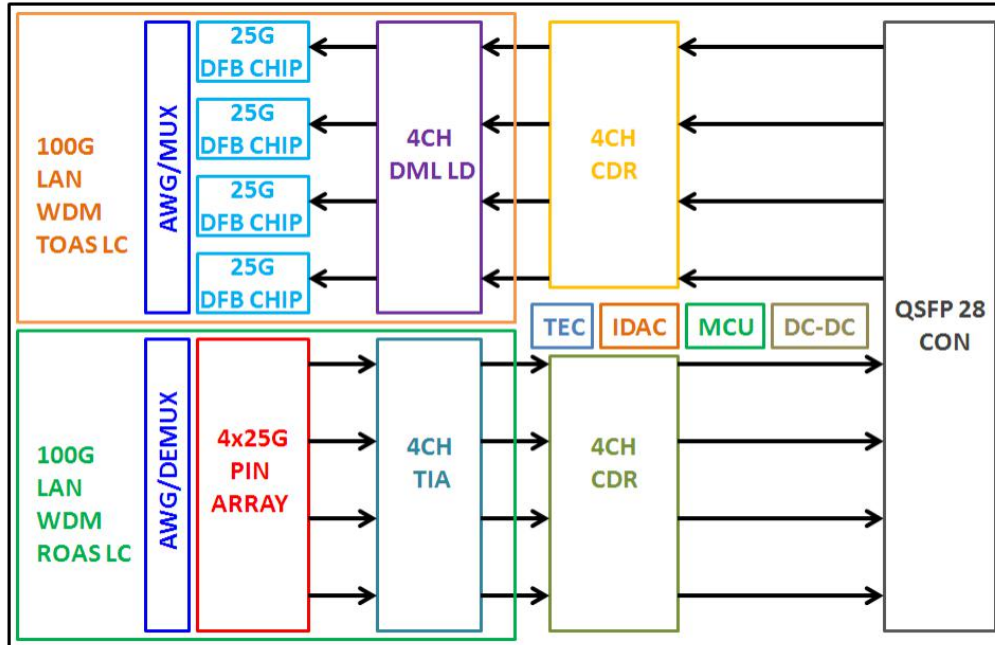 100G
LAN
WDM
TOAS LC
AWG/MUX
25G
DFB CHIP
25G
DFB CHIP
25G
DFB CHIP
25G
DFB CHIP
4CH
DML LD
4CH
CDR
TEC
IDAC
MCU
DC-DC
QSFP 28
CON
100G
LAN
WDM
ROAS LC
AWG/DEMUX
4x25G
PIN
ARRAY
4CH
TIA
4CH
CDR